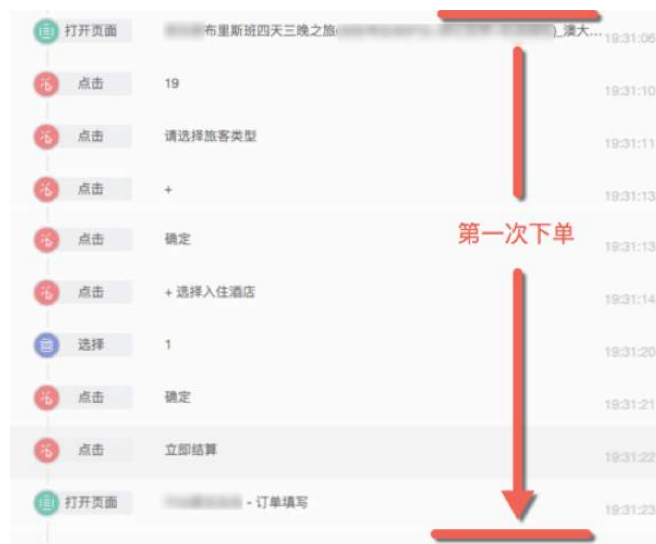 打开页面 布里斯班四天三晚之旅( )_澳大... 19:31:06
点击 19 19:31:10
点击 请选择旅客类型 19:31:11
点击 + 19:31:13
第一次下单
点击 确定 19:31:13
点击 + 选择入住酒店 19:31:14
选择 1 19:31:20
点击 确定 19:31:21
点击 立即结算 19:31:22
打开页面 - 订单填写 19:31:23